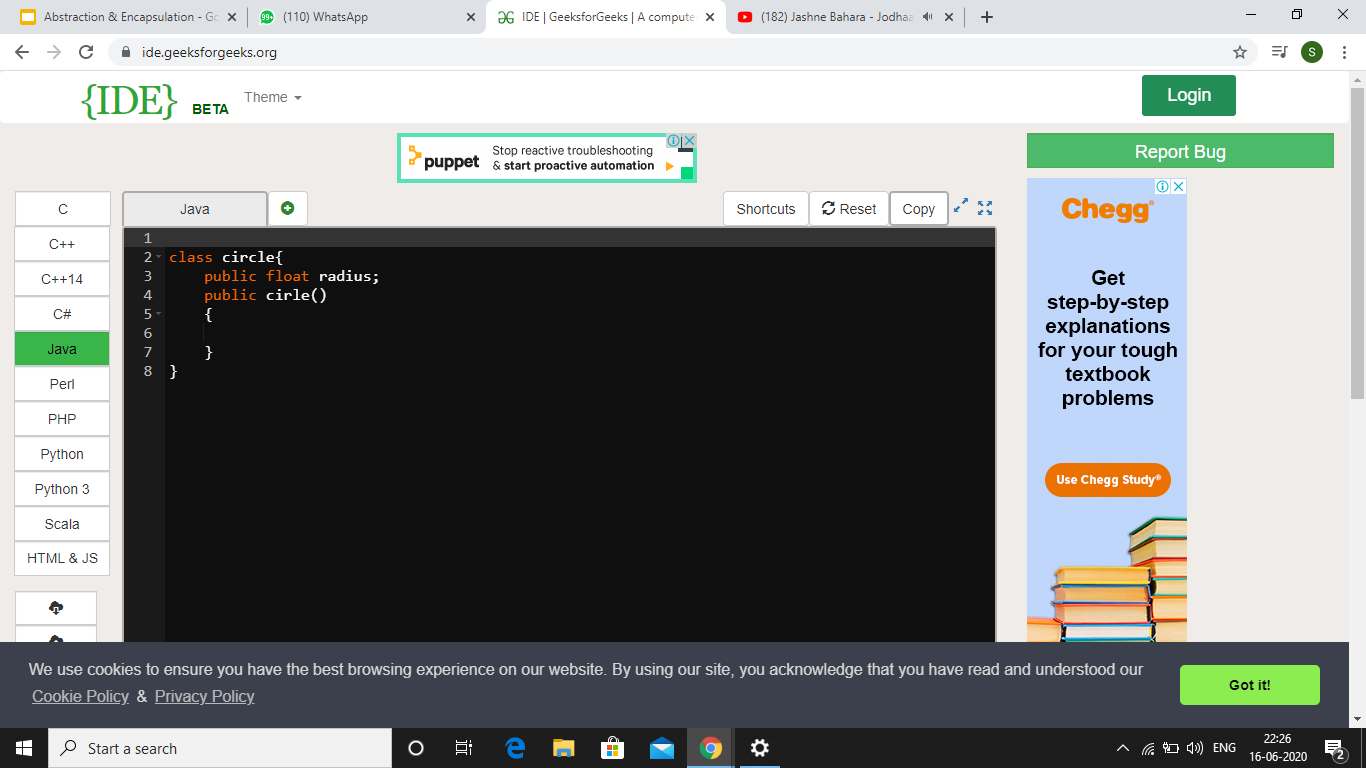 Abstraction & Encapsulation - Go
(110) WhatsApp
IDE | GeeksforGeeks | A compute
(182) Jashne Bahara - Jodhaa
ide.geeksforgeeks.org
S
{IDE} BETA
Theme
Login
puppet
Stop reactive troubleshooting
& start proactive automation
Report Bug
C
C++
C++14
C#
Java
Perl
PHP
Python
Python 3
Scala
HTML & JS
Java
Shortcuts
Reset
Copy
1
2 class circle{
3     public float radius;
4     public cirle()
5     {
6
7     }
8 }
Chegg
Get
step-by-step
explanations
for your tough
textbook
problems
Use Chegg Study®
We use cookies to ensure you have the best browsing experience on our website. By using our site, you acknowledge that you have read and understood our
Cookie Policy & Privacy Policy
Got it!
Start a search
ENG
22:26
16-06-2020
2